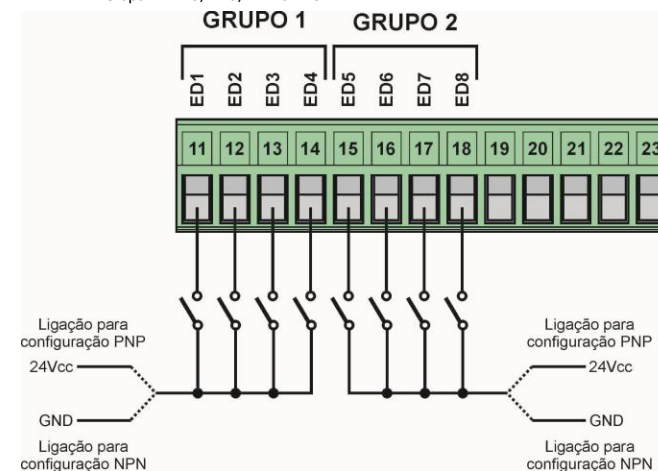 GRUPO 1
GRUPO 2
ED1
ED2
ED3
ED4
ED5
ED6
ED7
ED8
11 12 13 14 15 16 17 18 19 20 21 22 23
Ligação para
configuração PNP
24Vcc
GND
Ligação para
configuração NPN
Ligação para
configuração PNP
24Vcc
GND
Ligação para
configuração NPN